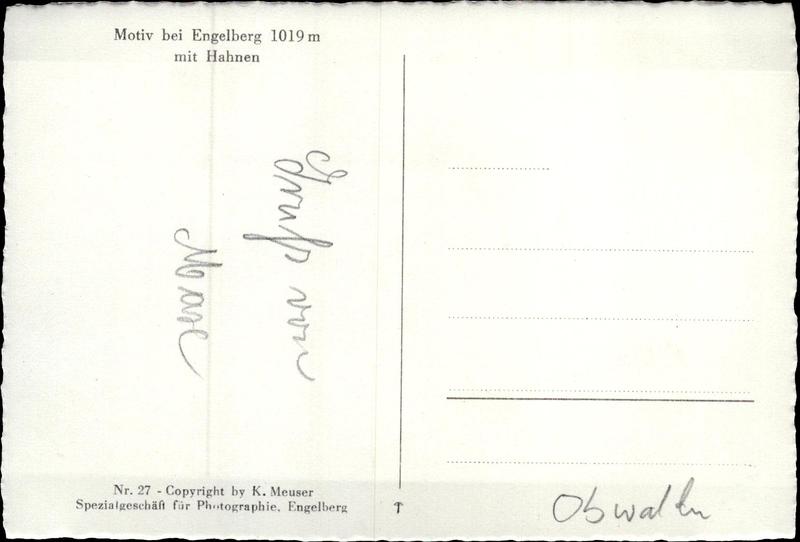 Motiv bei Engelberg 1019 m
mit Hahnen
Gruß von
Nr. 27 - Copyright by K. Meuser
Spezialgeschäft für Photographie, Engelberg
Obwalden